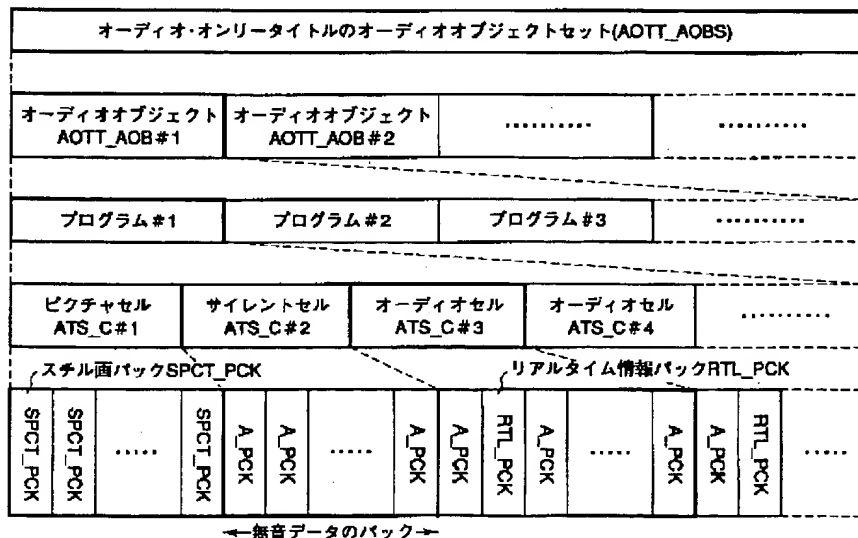 オーディオ・オンリータイトルのオーディオオブジェクトセット(AOTT_AOBS)
オーディオオブジェクト
AOTT_AOB#1
オーディオオブジェクト
AOTT_AOB#2
..........
..........
プログラム#1
プログラム#2
プログラム#3
..........
ピクチャセル
ATS_C#1
サイレントセル
ATS_C#2
オーディオセル
ATS_C#3
オーディオセル
ATS_C#4
..........
スチル画パックSPCT_PCK
リアルタイム情報パックRTL_PCK
SPCT_PCK
SPCT_PCK
.....
SPCT_PCK
A_PCK
A_PCK
.....
A_PCK
A_PCK
RTL_PCK
A_PCK
.....
A_PCK
A_PCK
RTL_PCK
.....
無音データのパック